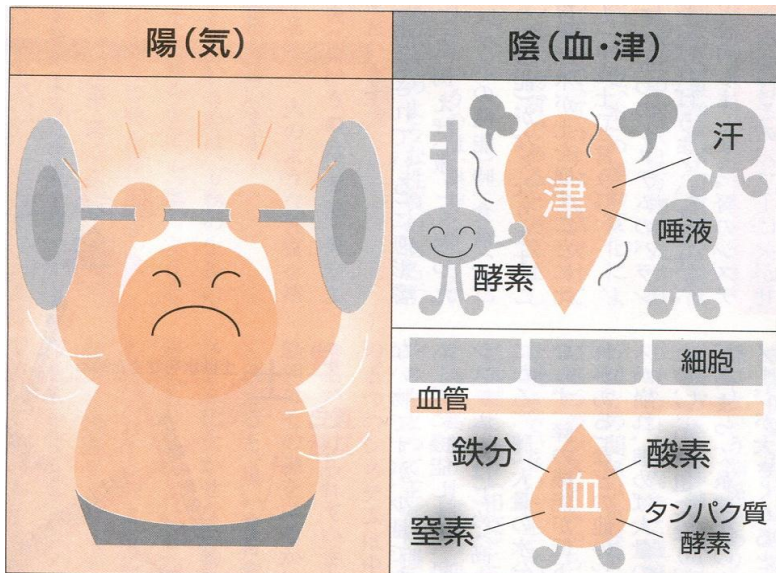 陽(気)
陰(血・津)
汗
津
唾液
酵素
細胞
血管
鉄分
酸素
血
窒素
タンパク質
酵素